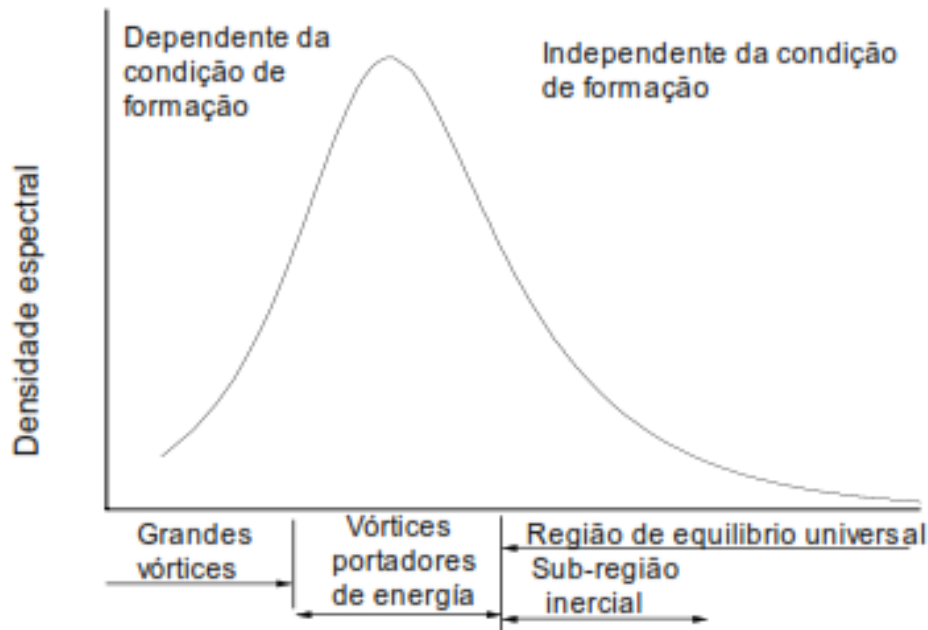 Dependente da
condição de
formação
Independente da condição
de formação
Densidade espectral
Grandes
vórtices
Vórtices
portadores
de energía
Região de equilibrio universal
Sub-região
inercial